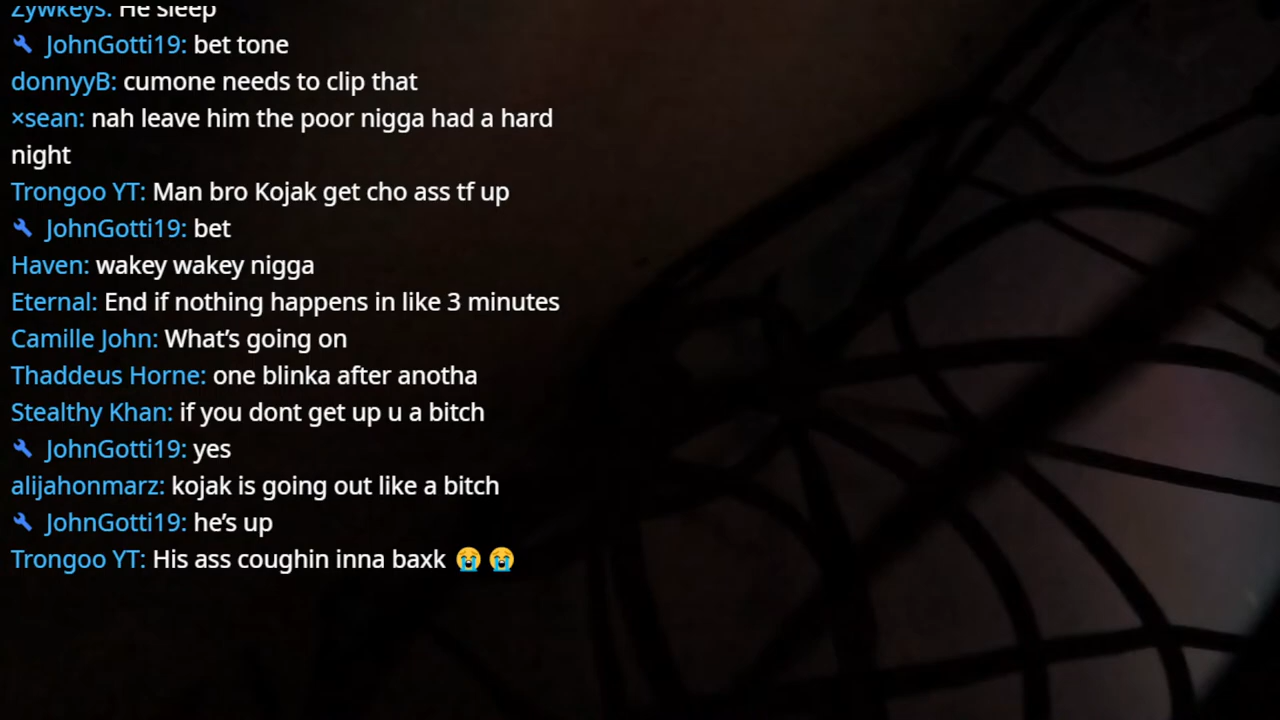 Zywkeys: He sleep
JohnGotti19: bet tone
donnyyB: cumone needs to clip that
×sean: nah leave him the poor nigga had a hard
night
Trongoo YT: Man bro Kojak get cho ass tf up
JohnGotti19: bet
Haven: wakey wakey nigga
Eternal: End if nothing happens in like 3 minutes
Camille John: What's going on
Thaddeus Horne: one blinka after anotha
Stealthy Khan: if you dont get up u a bitch
JohnGotti19: yes
alijahonmarz: kojak is going out like a bitch
JohnGotti19: he's up
Trongoo YT: His ass coughin inna baxk 😭 😭